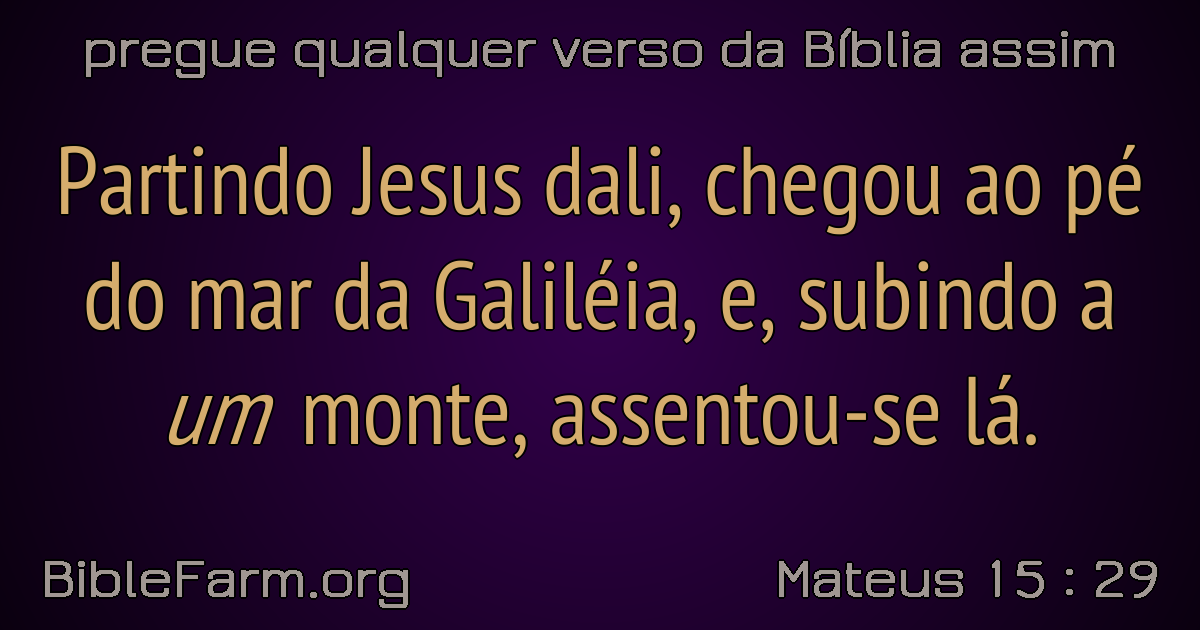 pregue qualquer verso da Bíblia assim
Partindo Jesus dali, chegou ao pé
do mar da Galiléia, e, subindo a
um monte, assentou-se lá.
BibleFarm.org
Mateus 15 : 29